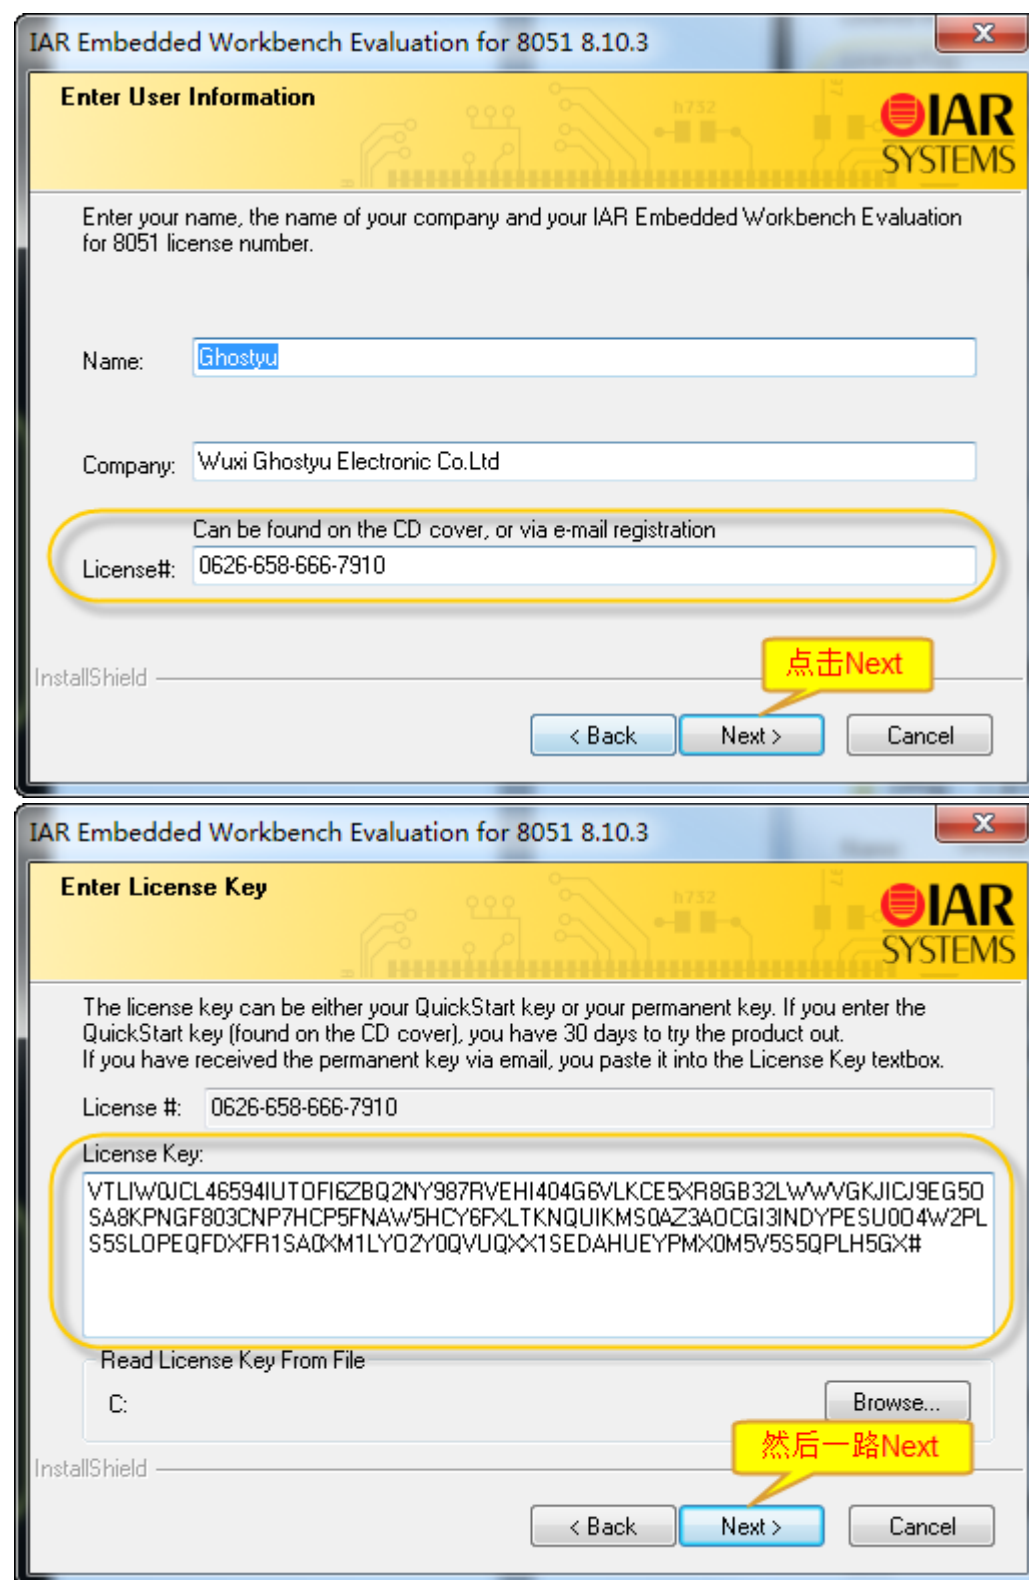 IAR Embedded Workbench Evaluation for 8051 8.10.3
Enter User Information
h732
IAR
SYSTEMS
Enter your name, the name of your company and your IAR Embedded Workbench Evaluation
for 8051 license number.
Name: Ghostyu
Company: Wuxi Ghostyu Electronic Co.Ltd
Can be found on the CD cover, or via e-mail registration
License#: 0626-658-666-7910
点击Next
InstallShield
< Back Next > Cancel
IAR Embedded Workbench Evaluation for 8051 8.10.3
Enter License Key
h732
IAR
SYSTEMS
The license key can be either your QuickStart key or your permanent key. If you enter the
QuickStart key (found on the CD cover), you have 30 days to try the product out.
If you have received the permanent key via email, you paste it into the License Key textbox.
License #: 0626-658-666-7910
License Key:
Read License Key From File
C:
Browse...
然后一路Next
InstallShield
< Back Next > Cancel